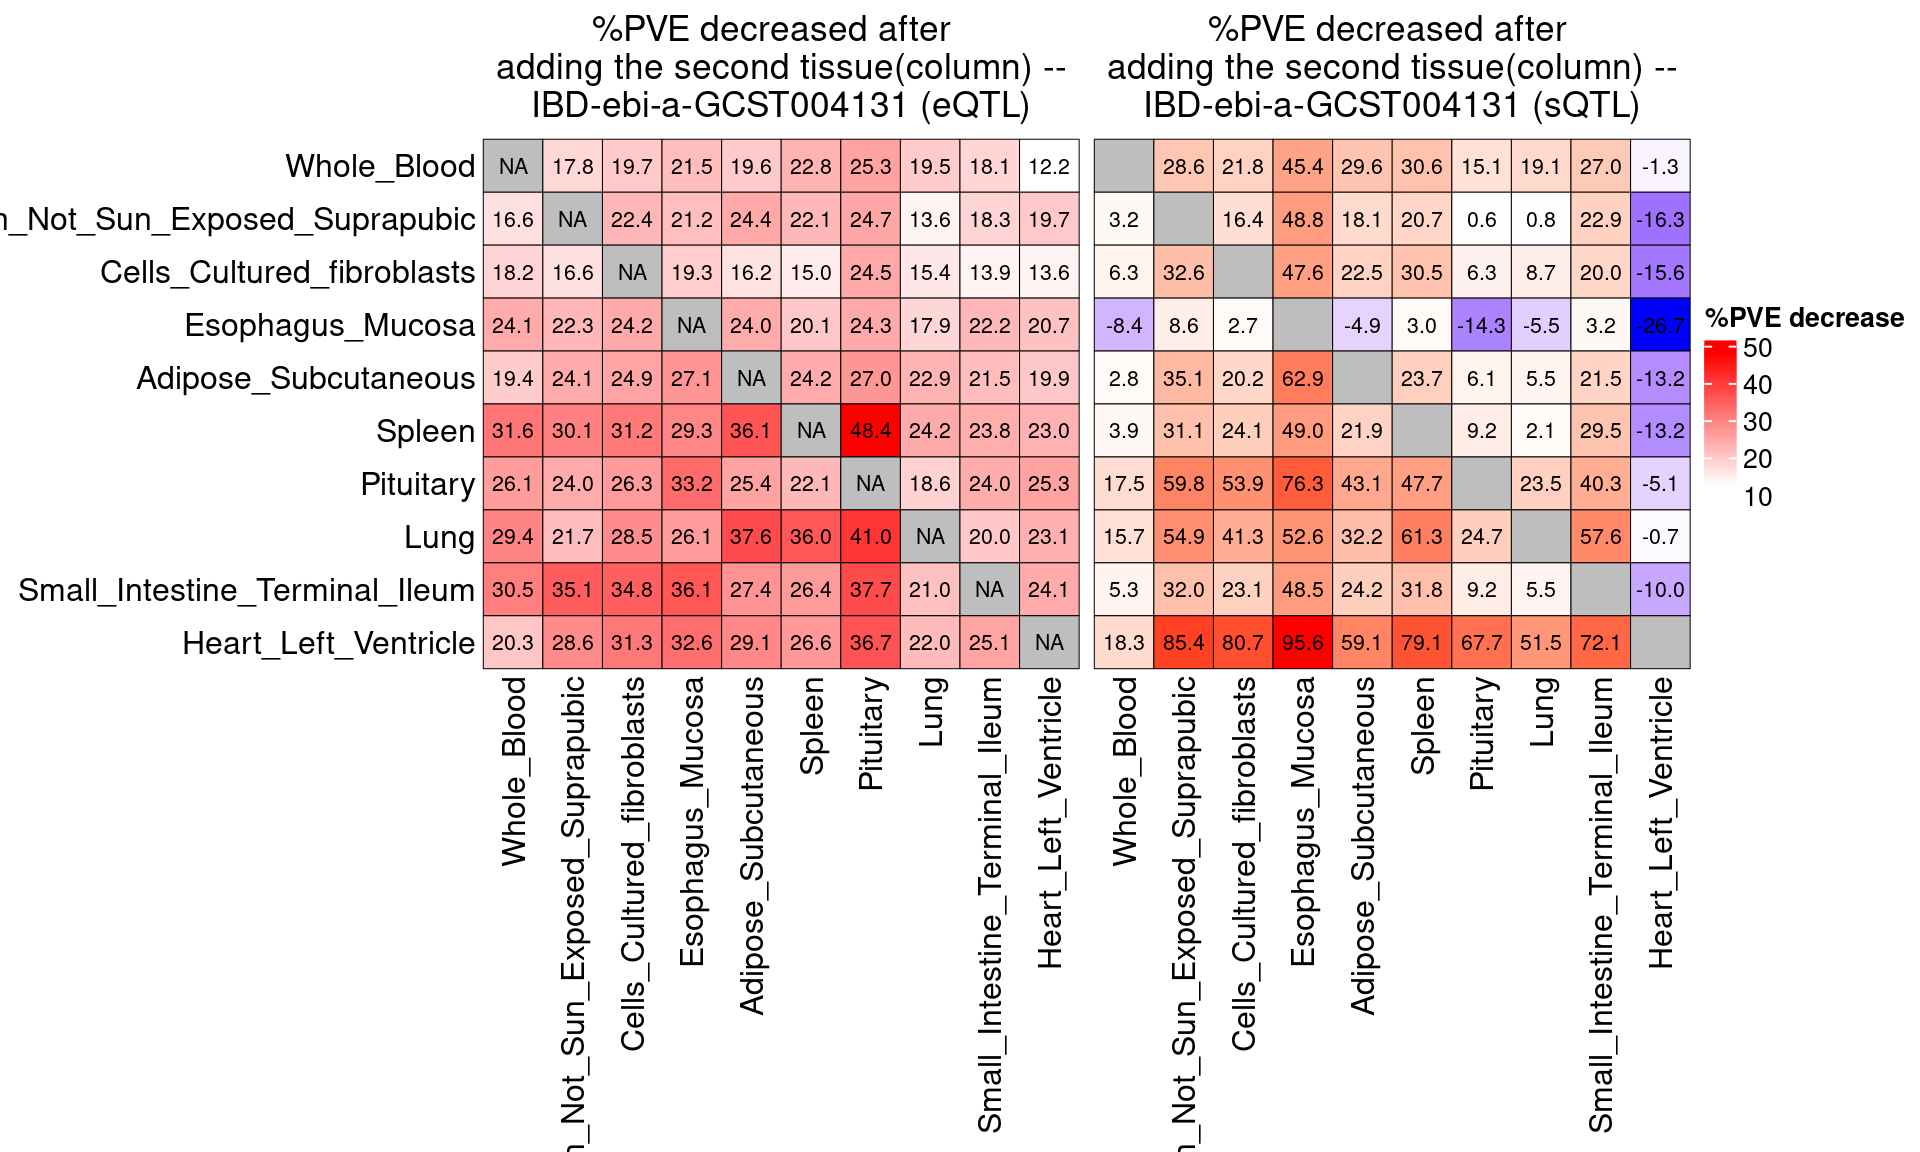 %PVE decreased after
adding the second tissue(column) --
IBD-ebi-a-GCST004131 (eQTL)
%PVE decreased after
adding the second tissue(column) --
IBD-ebi-a-GCST004131 (sQTL)
Whole_Blood NA 17.8 19.7 21.5 19.6 22.8 25.3 19.5 18.1 12.2 28.6 21.8 45.4 29.6 30.6 15.1 19.1 27.0 -1.3
n_Not_Sun_Exposed_Suprapubic 16.6 NA 22.4 21.2 24.4 22.1 24.7 13.6 18.3 19.7 3.2 16.4 48.8 18.1 20.7 0.6 0.8 22.9 -16.3
Cells_Cultured_fibroblasts 18.2 16.6 NA 19.3 16.2 15.0 24.5 15.4 13.9 13.6 6.3 32.6 47.6 22.5 30.5 6.3 8.7 20.0 -15.6
Esophagus_Mucosa 24.1 22.3 24.2 NA 24.0 20.1 24.3 17.9 22.2 20.7 -8.4 8.6 2.7 -4.9 3.0 -14.3 -5.5 3.2 -26.7
Adipose_Subcutaneous 19.4 24.1 24.9 27.1 NA 24.2 27.0 22.9 21.5 19.9 2.8 35.1 20.2 62.9 23.7 6.1 5.5 21.5 -13.2
Spleen 31.6 30.1 31.2 29.3 36.1 NA 48.4 24.2 23.8 23.0 3.9 31.1 24.1 49.0 21.9 9.2 2.1 29.5 -13.2
Pituitary 26.1 24.0 26.3 33.2 25.4 22.1 NA 18.6 24.0 25.3 17.5 59.8 53.9 76.3 43.1 47.7 23.5 40.3 -5.1
Lung 29.4 21.7 28.5 26.1 37.6 36.0 41.0 NA 20.0 23.1 15.7 54.9 41.3 52.6 32.2 61.3 24.7 57.6 -0.7
Small_Intestine_Terminal_Ileum 30.5 35.1 34.8 36.1 27.4 26.4 37.7 21.0 NA 24.1 5.3 32.0 23.1 48.5 24.2 31.8 9.2 5.5 -10.0
Heart_Left_Ventricle 20.3 28.6 31.3 32.6 29.1 26.6 36.7 22.0 25.1 NA 18.3 85.4 80.7 95.6 59.1 79.1 67.7 51.5 72.1
Whole_Blood
n_Not_Sun_Exposed_Suprapubic
Cells_Cultured_fibroblasts
Esophagus_Mucosa
Adipose_Subcutaneous
Spleen
Pituitary
Lung
Small_Intestine_Terminal_Ileum
Heart_Left_Ventricle
Whole_Blood
n_Not_Sun_Exposed_Suprapubic
Cells_Cultured_fibroblasts
Esophagus_Mucosa
Adipose_Subcutaneous
Spleen
Pituitary
Lung
Small_Intestine_Terminal_Ileum
Heart_Left_Ventricle
%PVE decrease
50
40
30
20
10